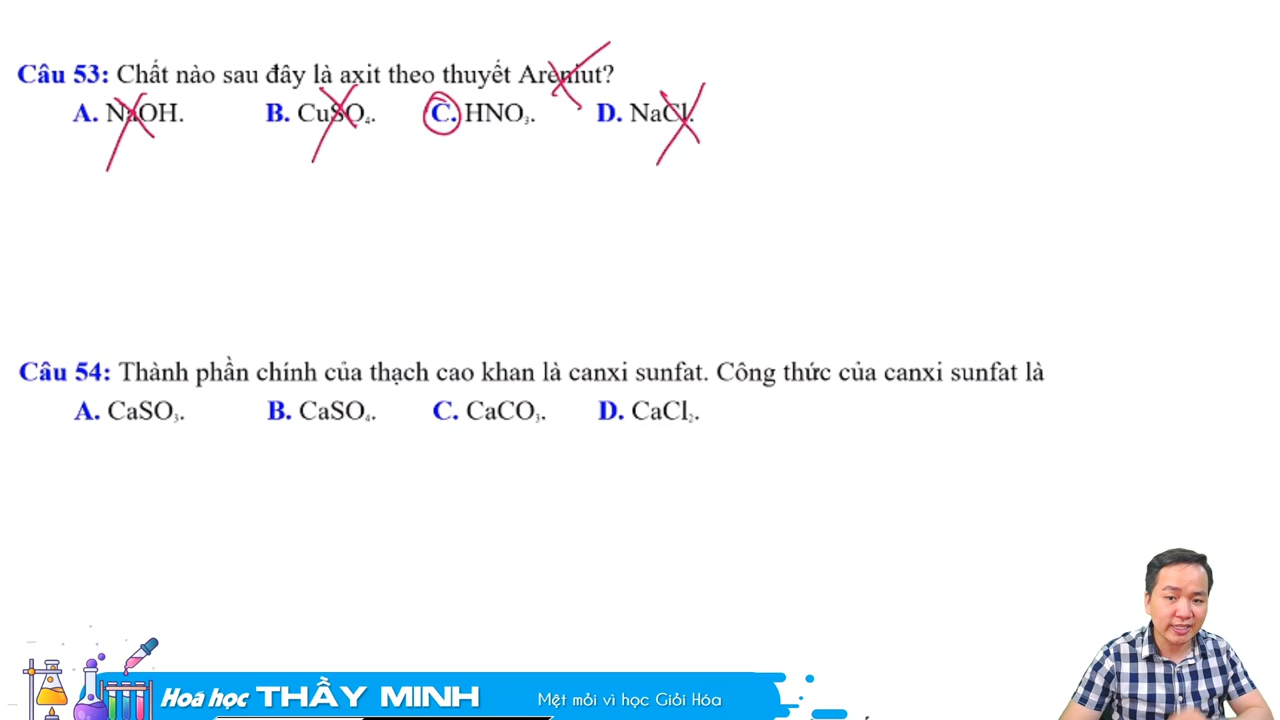 Câu 53: Chất nào sau đây là axit theo thuyết Areniut?
A. NaOH. B. CuSO₄. C. HNO₃. D. NaCl.
Câu 54: Thành phần chính của thạch cao khan là canxi sunfat. Công thức của canxi sunfat là
A. CaSO₃. B. CaSO₄. C. CaCO₃. D. CaCl₂.
Hoá học THẦY MINH Mệt mỏi vì học Giỏi Hóa